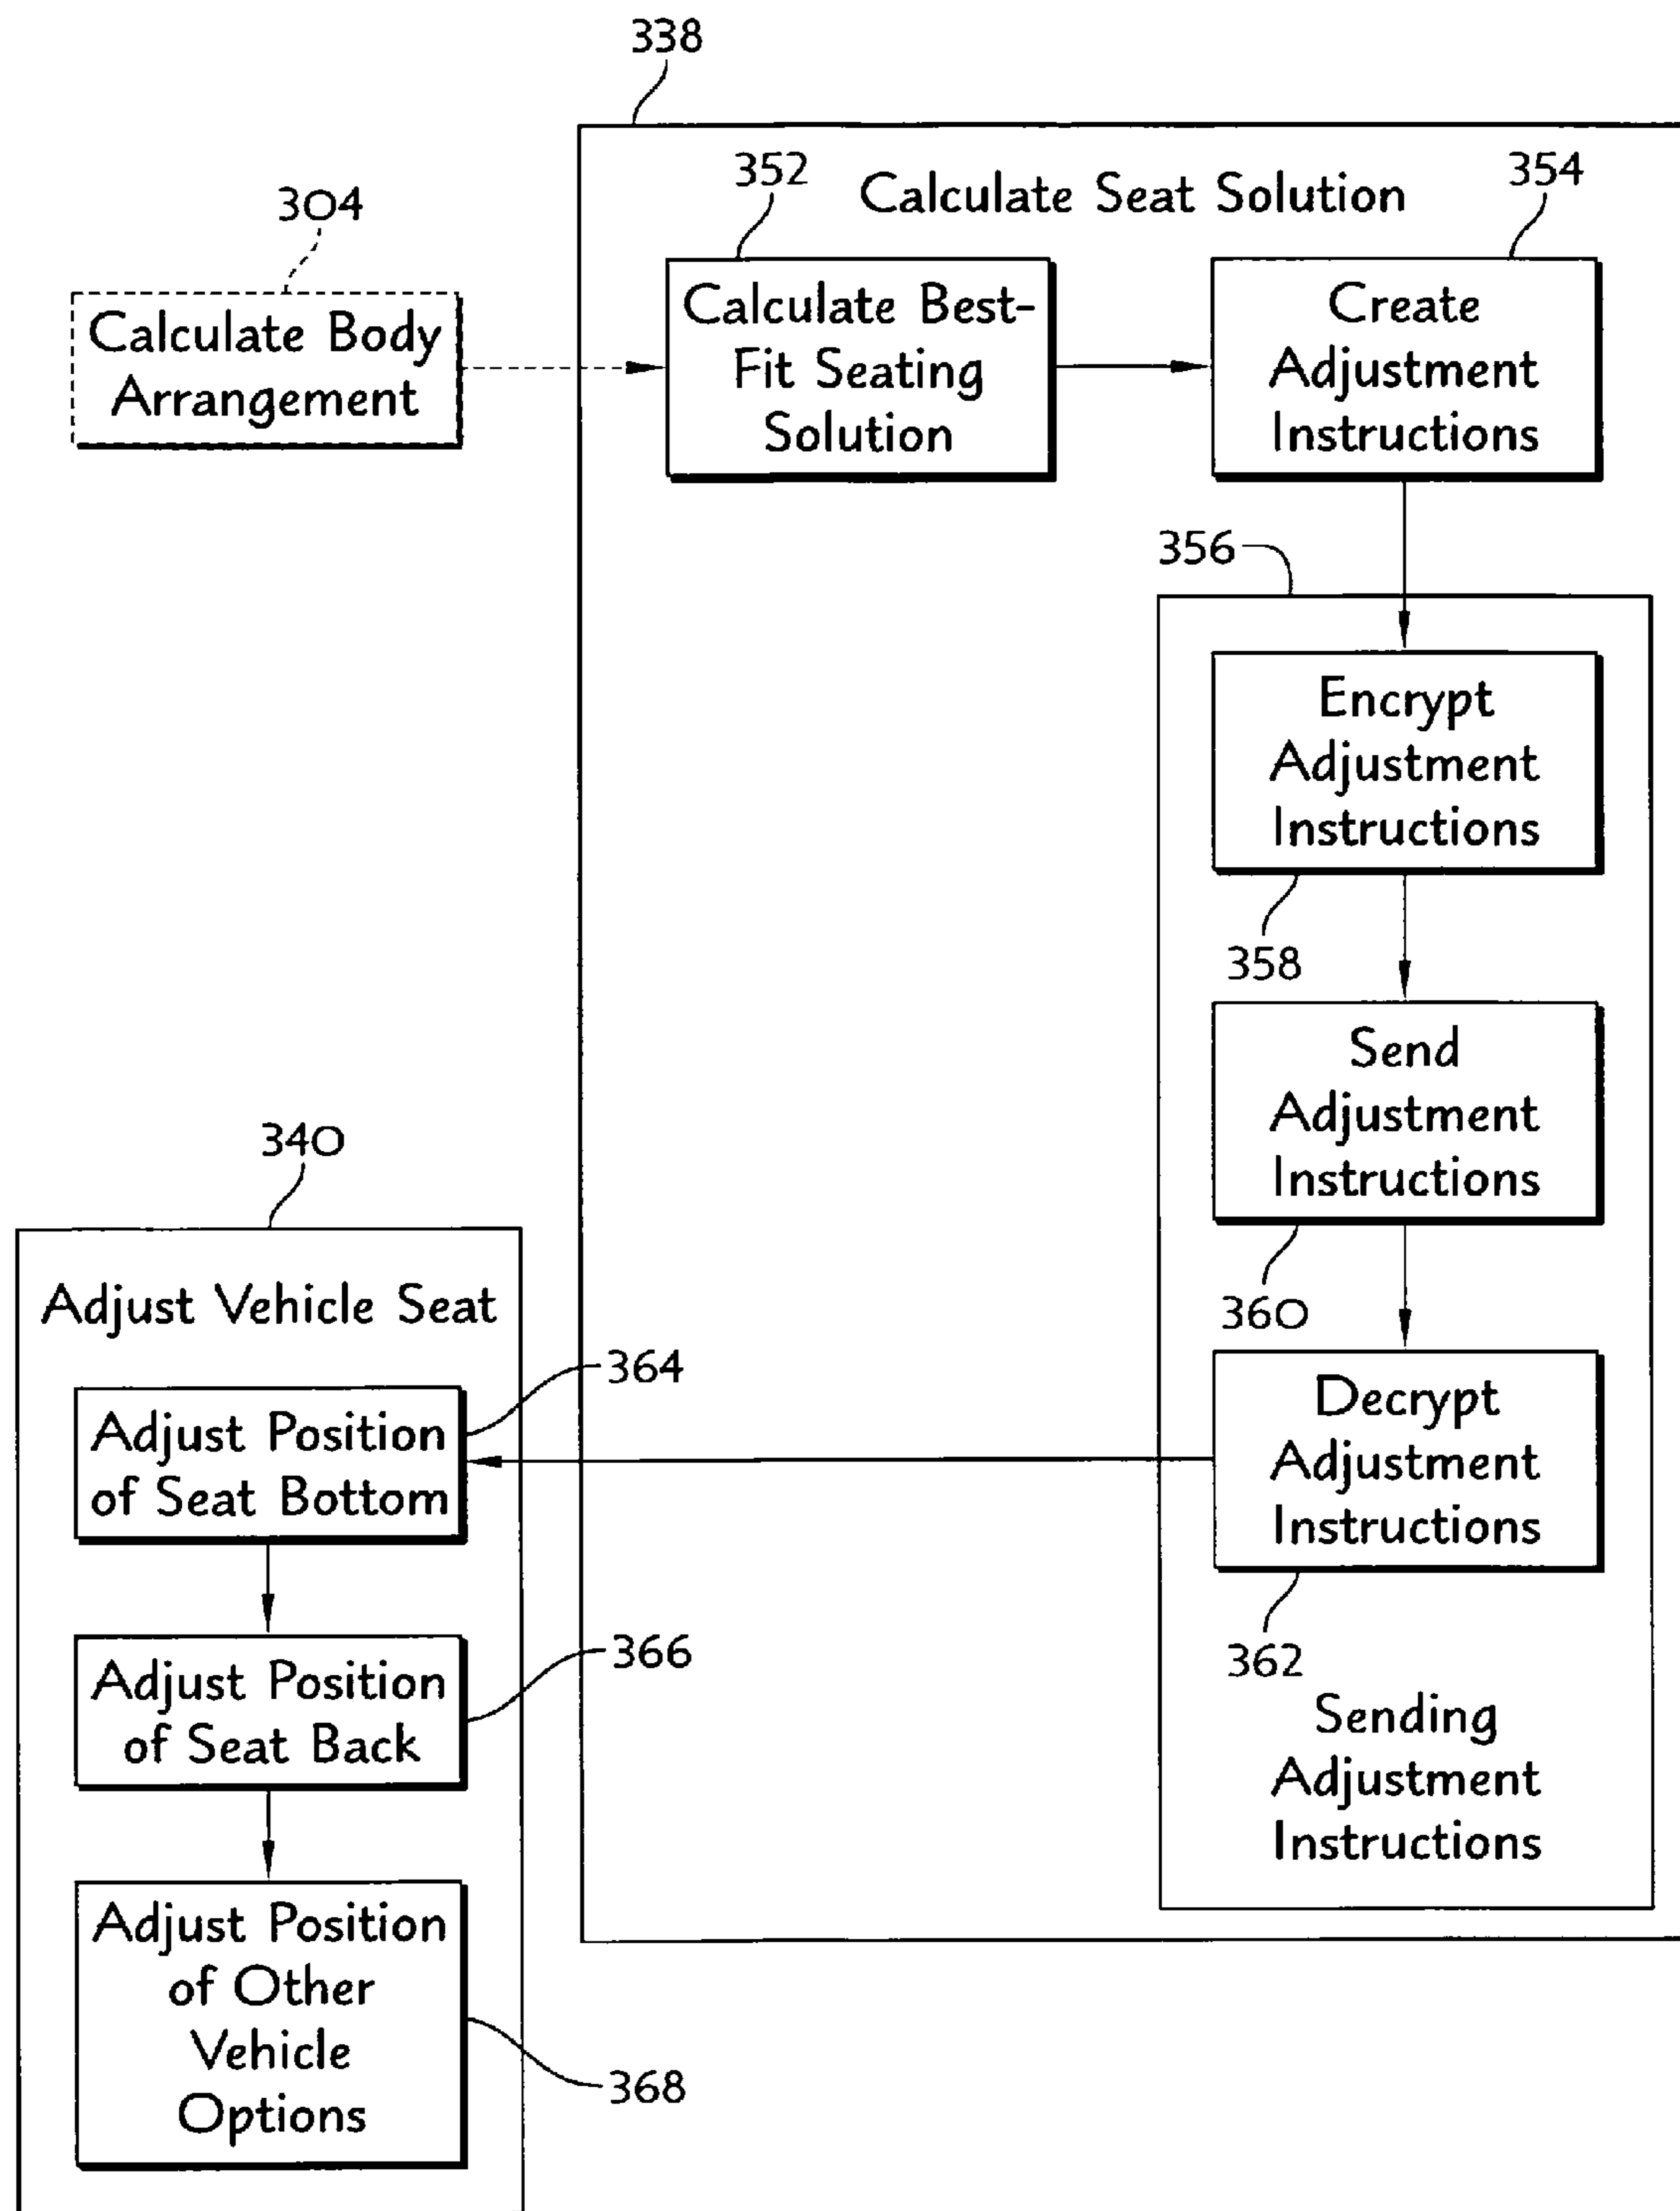 338
352
Calculate Seat Solution
354
304
Calculate Body
Arrangement
Calculate Best-
Fit Seating
Solution
Create
Adjustment
Instructions
356
Encrypt
Adjustment
Instructions
358
Send
Adjustment
Instructions
360
Decrypt
Adjustment
Instructions
362
Sending
Adjustment
Instructions
340
Adjust Vehicle Seat
364
Adjust Position
of Seat Bottom
366
Adjust Position
of Seat Back
Adjust Position
of Other
Vehicle
Options
368